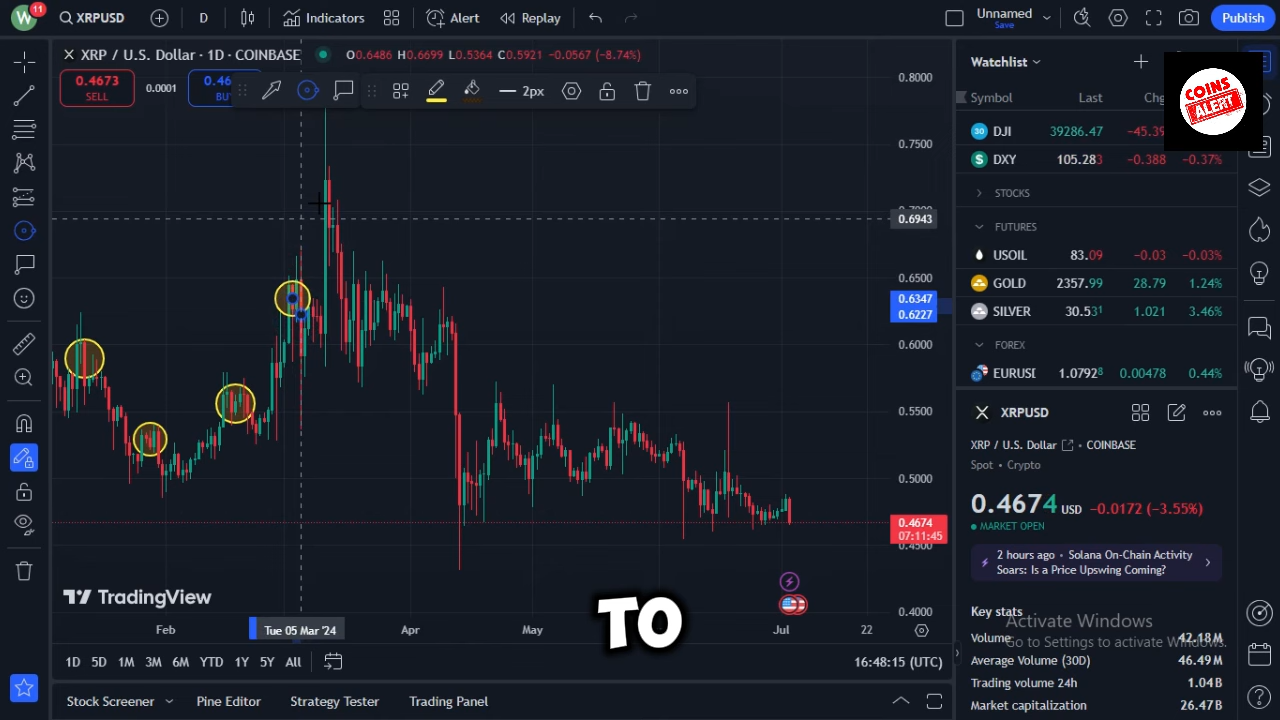 W 11 XRPUSD D Indicators Alert Replay Unnamed Save Publish
XRP / U.S. Dollar · 1D · COINBASE O0.6486 H0.6699 L0.5364 C0.5921 −0.0567 (−8.74%)
0.4673 SELL
0.0001
0.46 BU
2px
0.8000
0.7500
0.6943
0.6500
0.6347
0.6227
0.6000
0.5500
0.5000
0.4674
07:11:45
0.4000
TradingView
Feb Tue 05 Mar '24 Apr May Jul 22
TO
1D 5D 1M 3M 6M YTD 1Y 5Y All 16:48:15 (UTC)
Stock Screener Pine Editor Strategy Tester Trading Panel
Watchlist
COINS ALERT
Symbol Last Chg
30 DJI 39286.47 −45.39
$ DXY 105.283 −0.388 −0.37%
STOCKS
FUTURES
USOIL 83.09 −0.03 −0.03%
GOLD 2357.99 28.79 1.24%
SILVER 30.531 1.021 3.46%
FOREX
EURUSI 1.07928 0.00478 0.44%
XRPUSD
XRP / U.S. Dollar · COINBASE
Spot · Crypto
0.4674 USD −0.0172 (−3.55%)
MARKET OPEN
2 hours ago · Solana On-Chain Activity
Soars: Is a Price Upswing Coming?
Key stats
Activate Windows
Volume 42.18M
Go to Settings to activate Windows.
Average Volume (30D) 46.49M
Trading volume 24h 1.04B
Market capitalization 26.47B